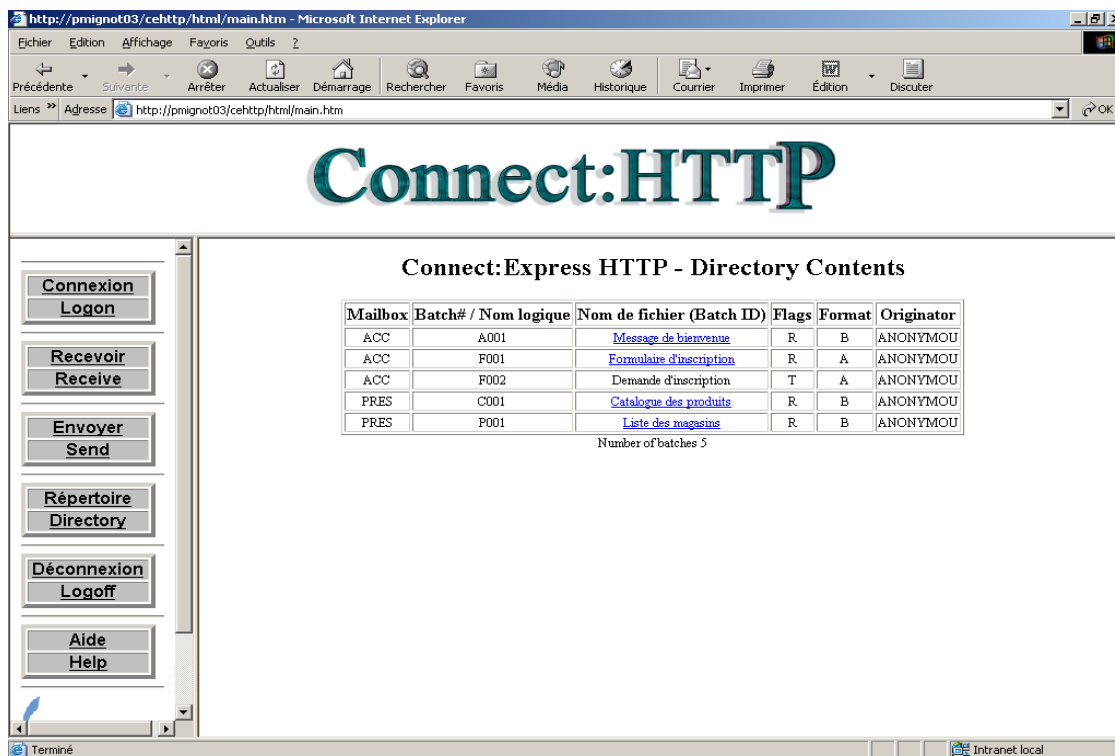 http://pmignot03/cehttp/html/main.htm - Microsoft Internet Explorer
Fichier Edition Affichage Favoris Outils ?
Précédente Suivante Arrêter Actualiser Démarrage Rechercher Favoris Média Historique Courrier Imprimer Édition Discuter
Liens » Adresse http://pmignot03/cehttp/html/main.htm OK
Connect:HTTP
Connexion
Logon
Recevoir
Receive
Envoyer
Send
Répertoire
Directory
Déconnexion
Logoff
Aide
Help
Connect:Express HTTP - Directory Contents
Mailbox Batch# / Nom logique Nom de fichier (Batch ID) Flags Format Originator
ACC A001 Message de bienvenue R B ANONYMOU
ACC F001 Formulaire d'inscription R A ANONYMOU
ACC F002 Demande d'inscription T A ANONYMOU
PRES C001 Catalogue des produits R B ANONYMOU
PRES P001 Liste des magasins R B ANONYMOU
Number of batches 5
Terminé Intranet local